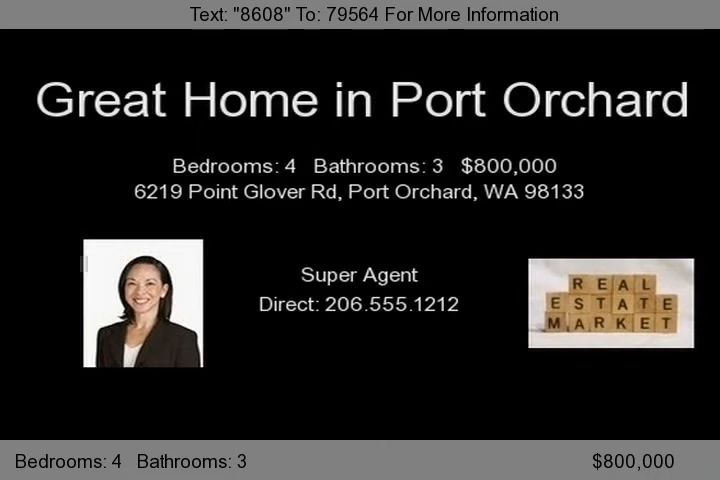 Text: "8608" To: 79564 For More Information
Great Home in Port Orchard
Bedrooms: 4 Bathrooms: 3 $800,000
6219 Point Glover Rd, Port Orchard, WA 98133
Super Agent
Direct: 206.555.1212
REAL
ESTATE
MARKET
Bedrooms: 4 Bathrooms: 3 $800,000